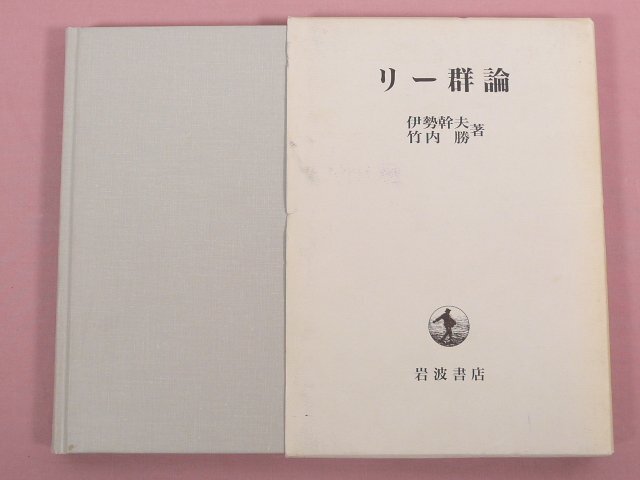 リー群論
伊勢幹夫
竹内 勝 著
岩波書店